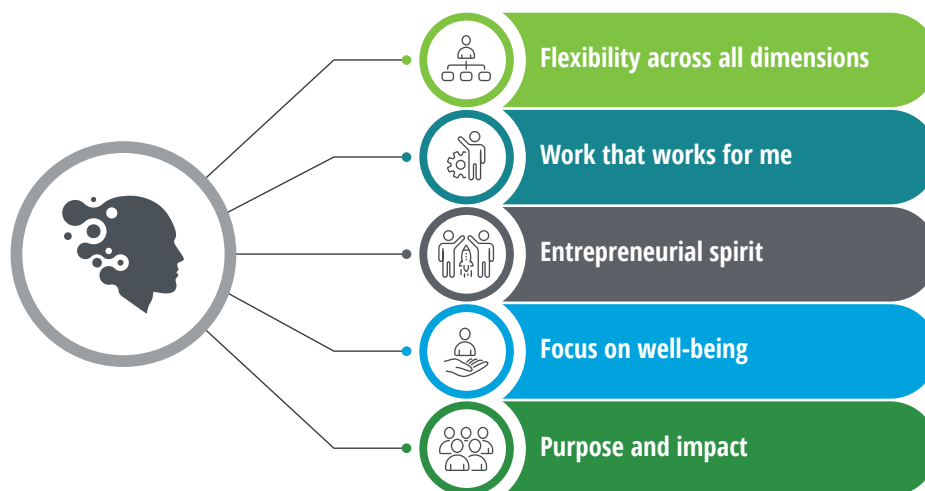 Flexibility across all dimensions
Work that works for me
Entrepreneurial spirit
Focus on well-being
Purpose and impact